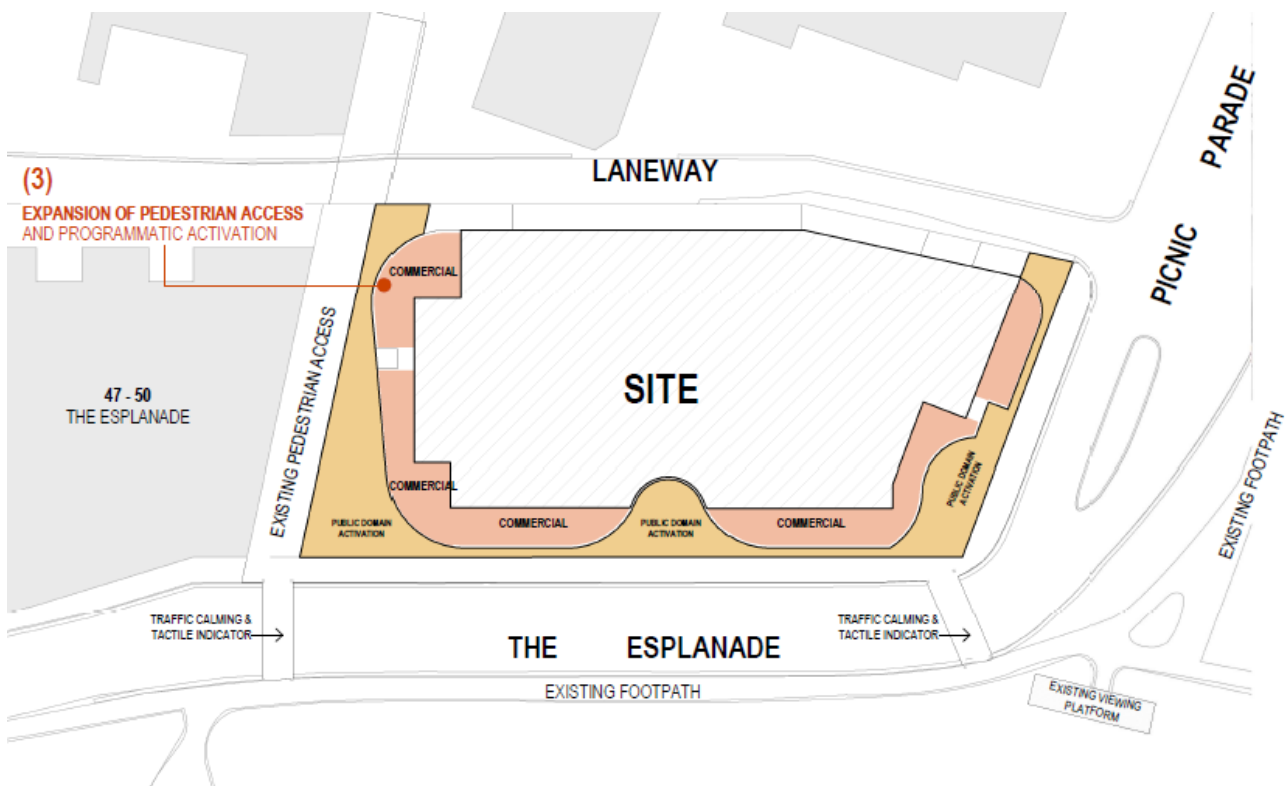 LANEWAY
PICNIC PARADE
(3)
EXPANSION OF PEDESTRIAN ACCESS
AND PROGRAMMATIC ACTIVATION
COMMERCIAL
SITE
47 - 50
THE ESPLANADE
EXISTING PEDESTRIAN ACCESS
COMMERCIAL
PUBLIC DOMAIN
ACTIVATION
COMMERCIAL
PUBLIC DOMAIN
ACTIVATION
COMMERCIAL
PUBLIC DOMAIN
ACTIVATION
EXISTING FOOTPATH
TRAFFIC CALMING &
TACTILE INDICATOR
THE ESPLANADE
TRAFFIC CALMING &
TACTILE INDICATOR
EXISTING FOOTPATH
EXISTING VIEWING
PLATFORM